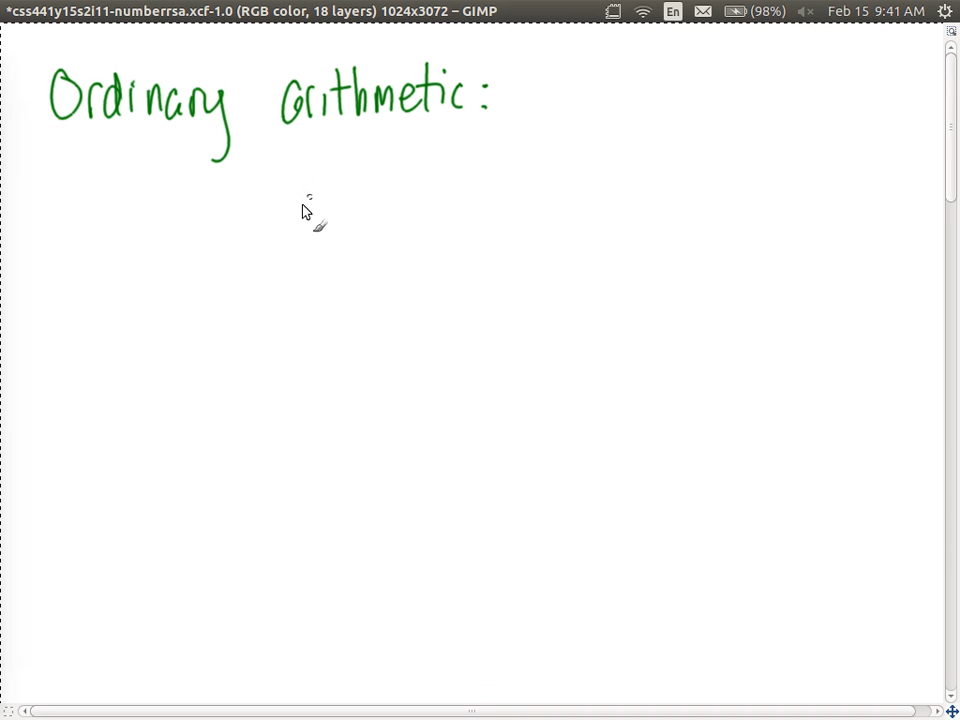 *css441y15s2i11-numberrsa.xcf-1.0 (RGB color, 18 layers) 1024x3072 – GIMP En (98%) Feb 15 9:41 AM
Ordinary arithmetic: